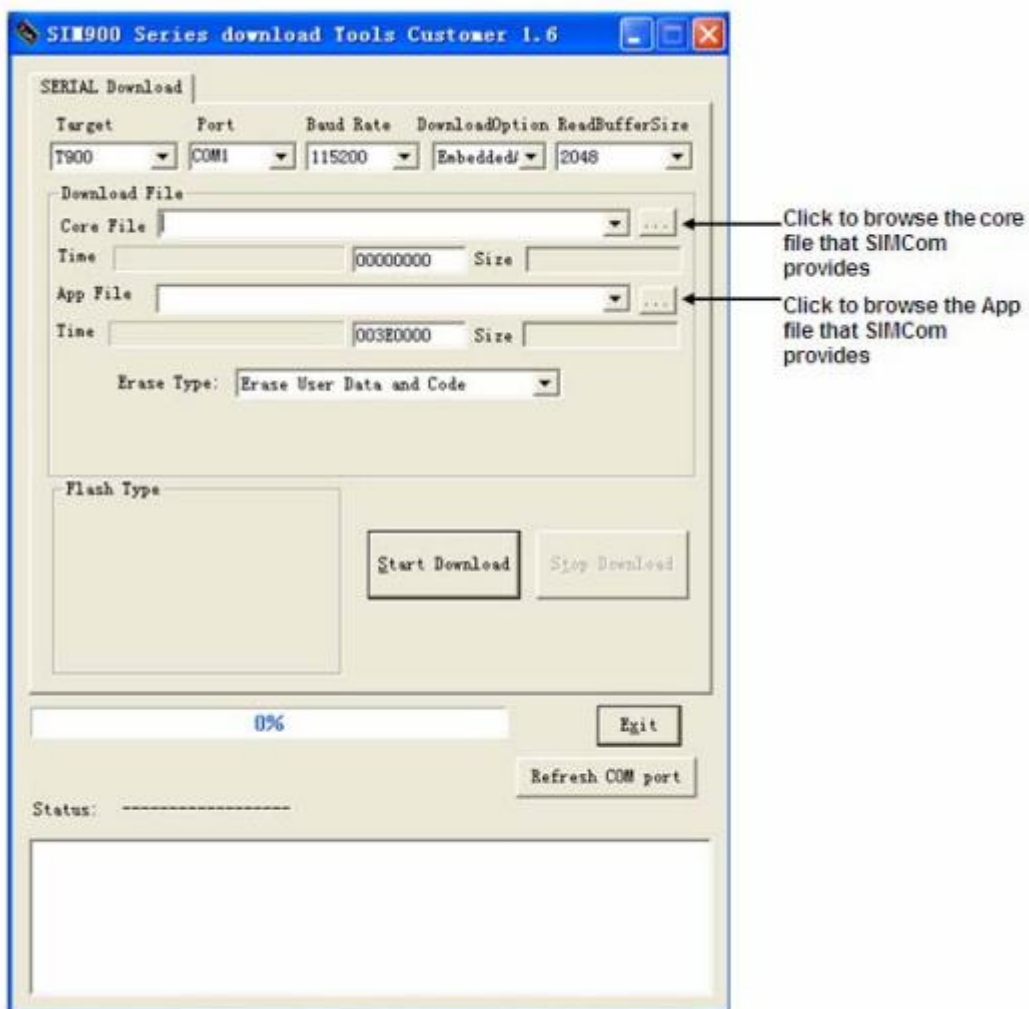 SIM900 Series download Tools Customer 1.6
SERIAL Download
Target Port Baud Rate DownloadOption ReadBufferSize
T900 COM1 115200 Embedded/ 2048
Download File
Core File ...
Click to browse the core
file that SIMCom
provides
Time 00000000 Size
App File ...
Click to browse the App
file that SIMCom
provides
Time 003E0000 Size
Erase Type: Erase User Data and Code
Flash Type
Start Download Stop Download
0% Exit
Refresh COM port
Status: ------------------